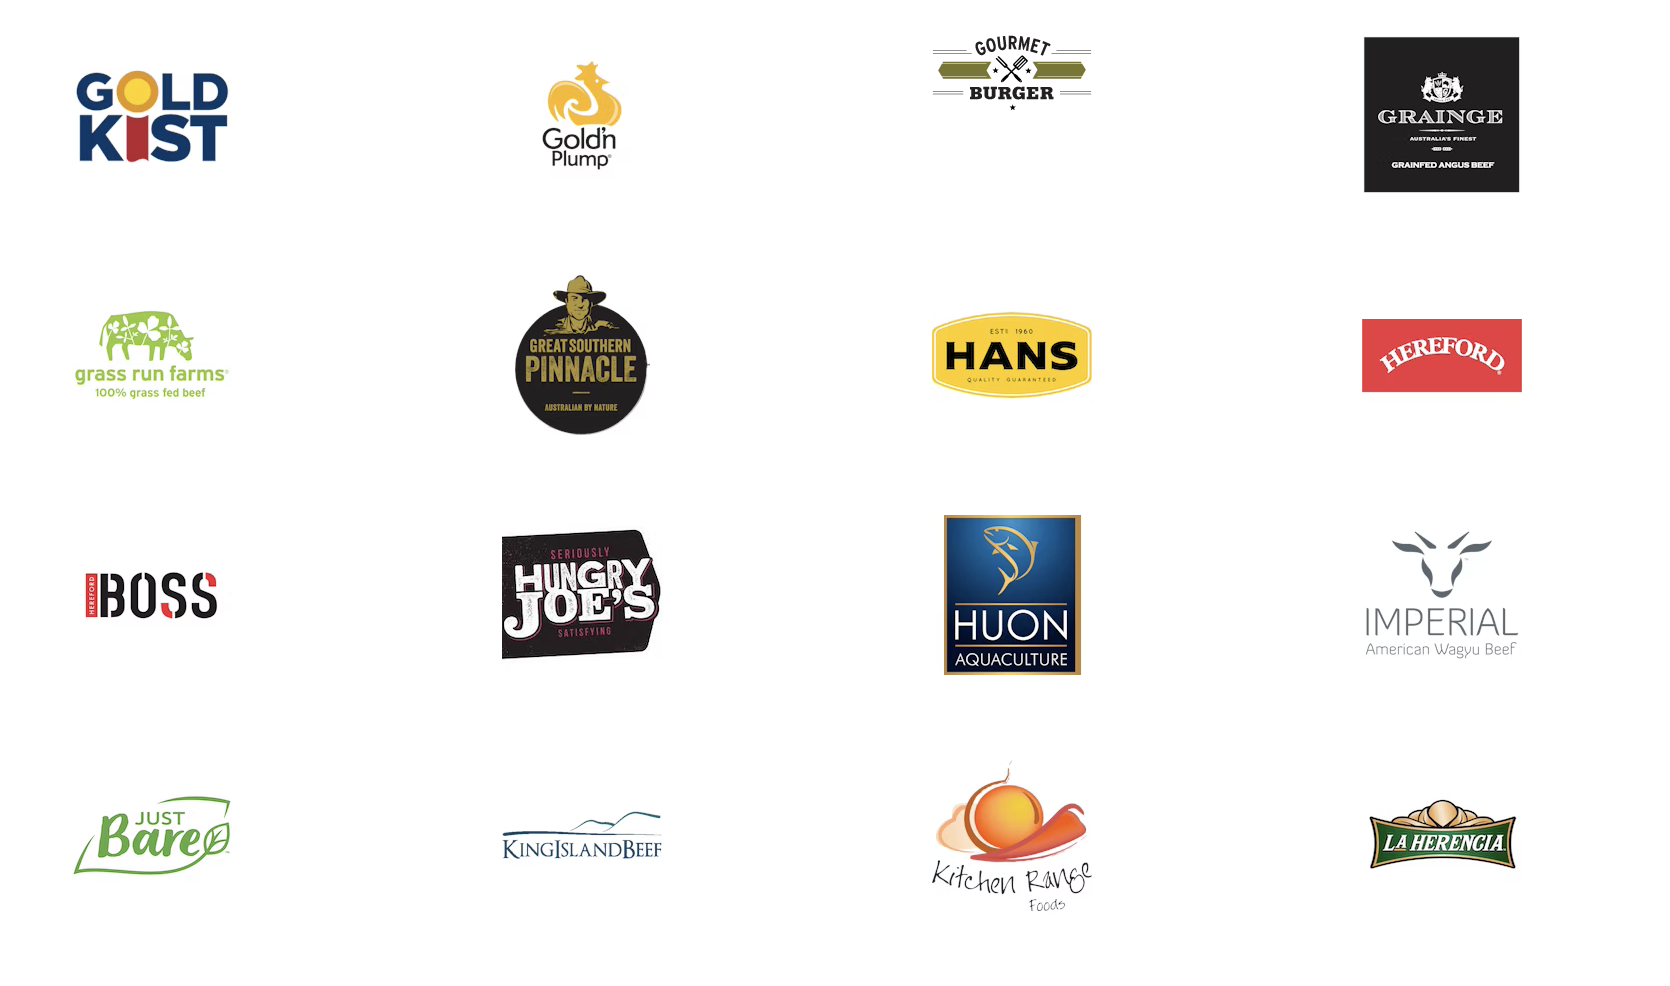 GOLD
KIST
Gold'n
Plump®
GOURMET
BURGER
GRAINGE
AUSTRALIA'S FINEST
GRAINFED ANGUS BEEF
grass run farms®
100% grass fed beef
GREAT SOUTHERN
PINNACLE
AUSTRALIAN BY NATURE
ESTD 1960
HANS
QUALITY GUARANTEED
HEREFORD®
HEREFORD
BOSS
SERIOUSLY
HUNGRY
JOE'S
SATISFYING
HUON
AQUACULTURE
IMPERIAL
American Wagyu Beef
JUST
Bare
KINGISLANDBEEF
Kitchen Range
Foods
LA HERENCIA